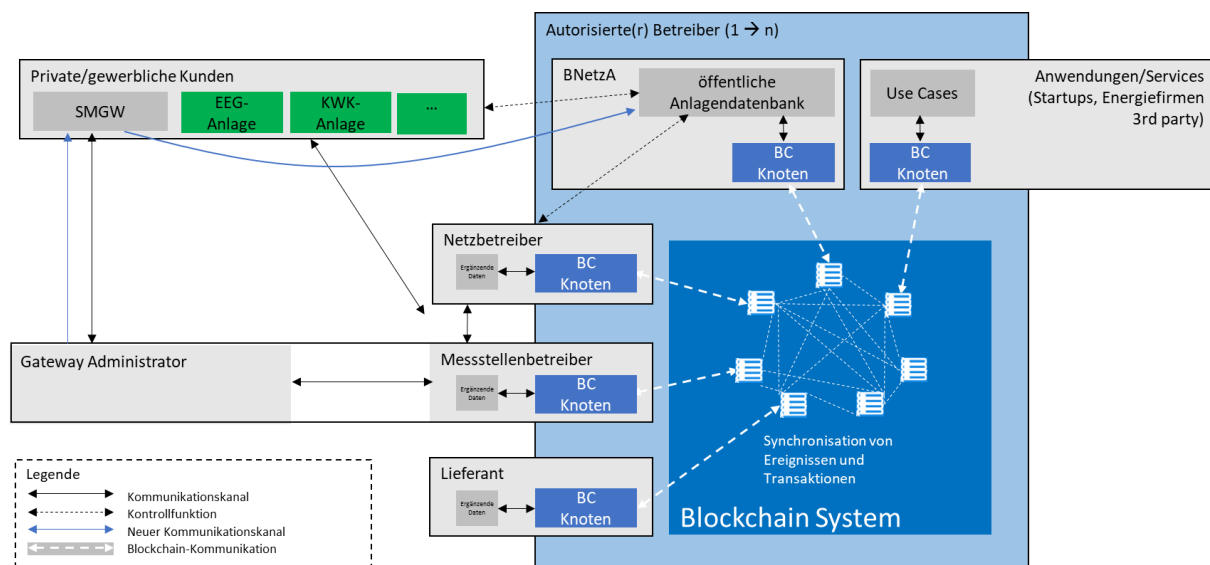 Autorisierte(r) Betreiber (1 → n)
Private/gewerbliche Kunden
SMGW
EEG-
Anlage
KWK-
Anlage
...
BNetzA
öffentliche
Anlagendatenbank
BC
Knoten
Use Cases
BC
Knoten
Anwendungen/Services
(Startups, Energiefirmen
3rd party)
Netzbetreiber
Ergänzende
Daten
BC
Knoten
Gateway Administrator
Messstellenbetreiber
Ergänzende
Daten
BC
Knoten
Lieferant
Ergänzende
Daten
BC
Knoten
Synchronisation von
Ereignissen und
Transaktionen
Blockchain System
Legende
Kommunikationskanal
Kontrollfunktion
Neuer Kommunikationskanal
Blockchain-Kommunikation